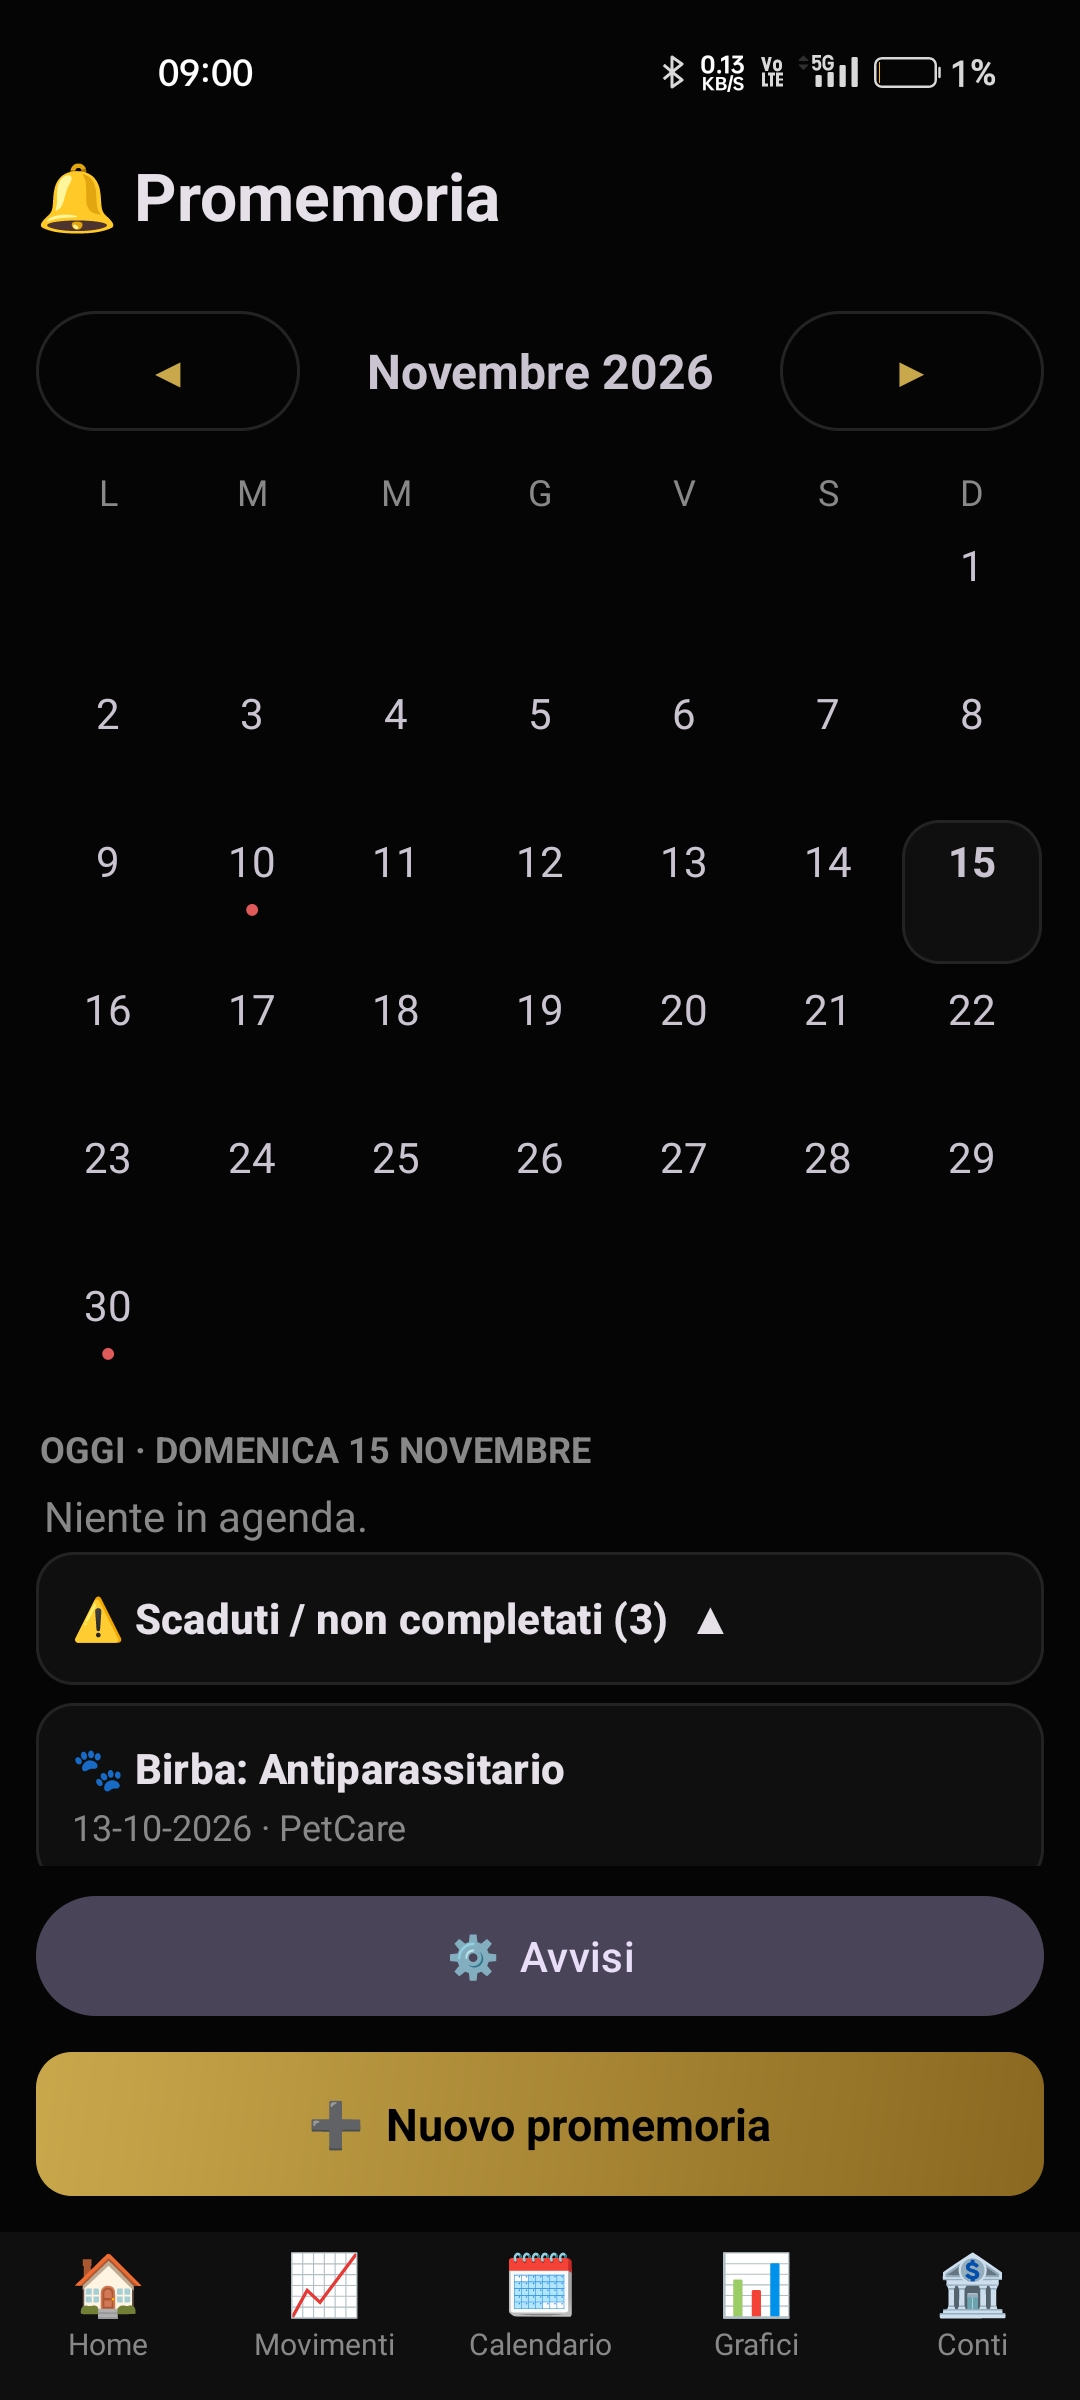 09:00
0.13 KB/S Vo LTE 5G 1%
🔔 Promemoria
◀ Novembre 2026 ▶
L M M G V S D
1
2 3 4 5 6 7 8
9 10 11 12 13 14 15
16 17 18 19 20 21 22
23 24 25 26 27 28 29
30
OGGI · DOMENICA 15 NOVEMBRE
Niente in agenda.
⚠️ Scaduti / non completati (3) ▲
🐾 Birba: Antiparassitario
13-10-2026 · PetCare
⚙️ Avvisi
➕ Nuovo promemoria
Home Movimenti Calendario Grafici Conti